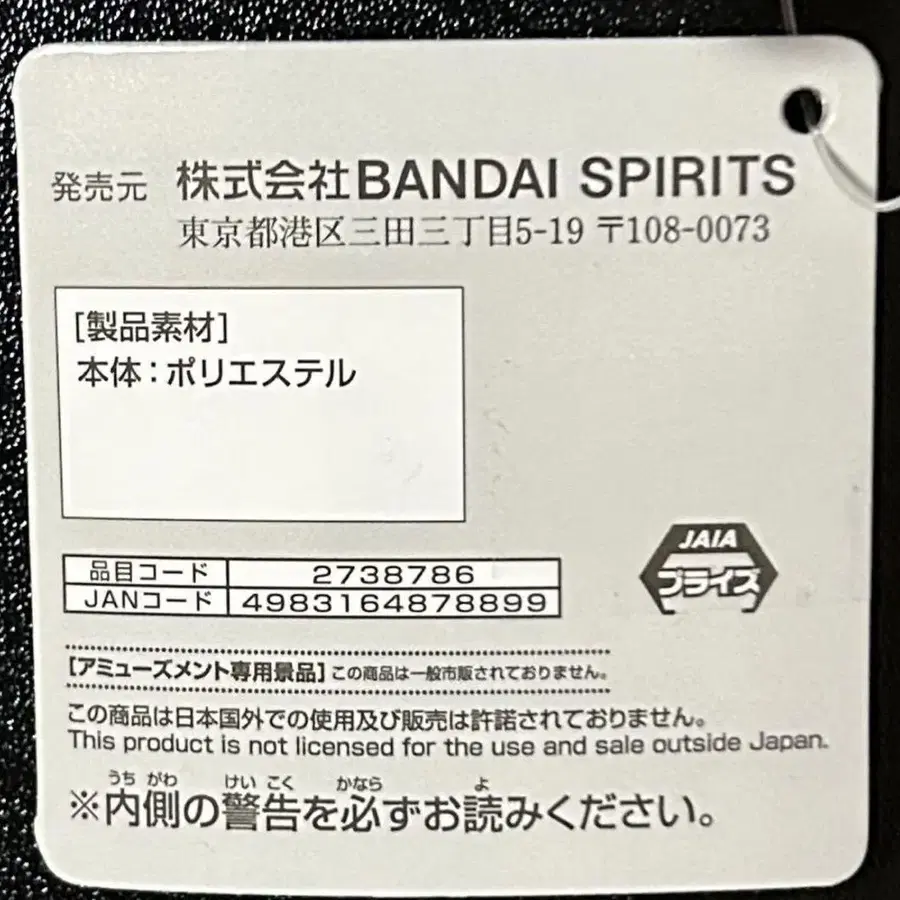 発売元 株式会社BANDAI SPIRITS
東京都港区三田三丁目5-19 〒108-0073
[製品素材]
本体:ポリエステル
品目コード 2738786
JANコード 4983164878899
JAIA
プライズ
[アミューズメント専用景品] この商品は一般市販されておりません。
この商品は日本国外での使用及び販売は許諾されておりません。
This product is not licensed for the use and sale outside Japan.
うち がわ けい こく かなら よ
※内側の警告を必ずお読みください。